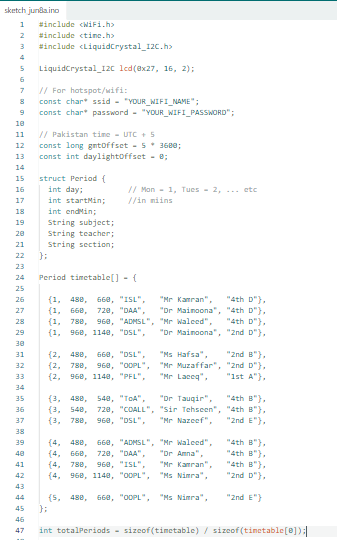 sketch jun8a.ino
1 #include <WiFi.h>
2 #include <time.h>
3 #include <LiquidCrystal_I2C.h>
4
5 LiquidCrystal_I2C lcd(0x27, 16, 2);
6
7 // For hotspot/wifi:
8 const char* ssid = "YOUR_WIFI_NAME";
9 const char* password = "YOUR_WIFI_PASSWORD";
10
11 // Pakistan time = UTC + 5
12 const long gmtOffset = 5 * 3600;
13 const int daylightOffset = 0;
14
15 struct Period {
16 int day; // Mon = 1, Tues = 2, ... etc
17 int startMin; //in miins
18 int endMin;
19 String subject;
20 String teacher;
21 String section;
22 };
23
24 Period timetable[] = {
25
26 {1, 480, 660, "ISL", "Mr Kamran", "4th D"},
27 {1, 660, 720, "DAA", "Dr Maimoona", "4th D"},
28 {1, 780, 960, "ADMSL", "Mr Waleed", "4th D"},
29 {1, 960, 1140, "DSL", "Dr Maimoona", "2nd D"},
30
31 {2, 480, 660, "DSL", "Ms Hafsa", "2nd B"},
32 {2, 780, 960, "OOPL", "Mr Muzaffar", "2nd D"},
33 {2, 960, 1140, "PFL", "Mr Laeeq", "1st A"},
34
35 {3, 480, 540, "ToA", "Dr Tauqir", "4th B"},
36 {3, 540, 720, "COALL", "Sir Tehseen", "4th B"},
37 {3, 780, 960, "DSL", "Mr Nazeef", "2nd E"},
38
39 {4, 480, 660, "ADMSL", "Mr Waleed", "4th B"},
40 {4, 660, 720, "DAA", "Dr Amna", "4th B"},
41 {4, 780, 960, "ISL", "Mr Kamran", "4th B"},
42 {4, 960, 1140, "OOPL", "Ms Nimra", "2nd D"},
43
44 {5, 480, 660, "OOPL", "Ms Nimra", "2nd E"}
45 };
46
47 int totalPeriods = sizeof(timetable) / sizeof(timetable[0]);